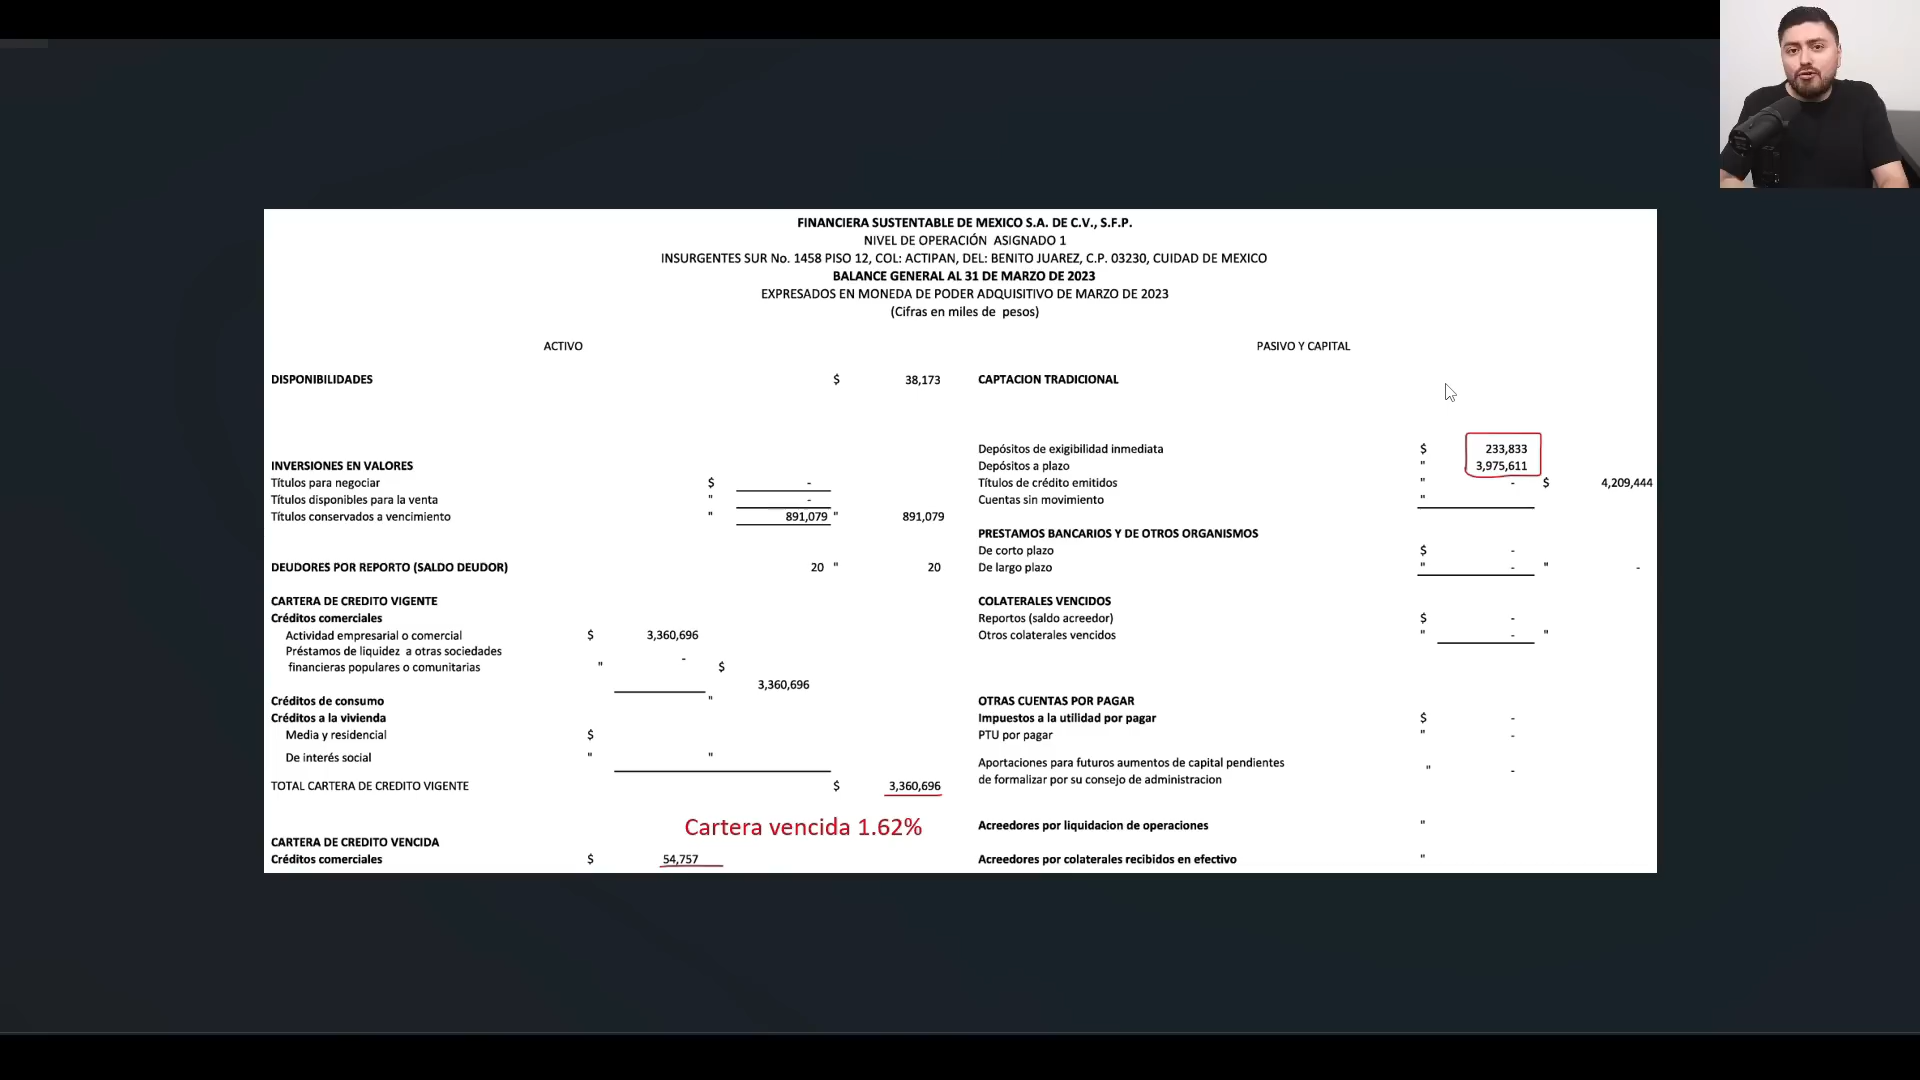 FINANCIERA SUSTENTABLE DE MEXICO S.A. DE C.V., S.F.P.
NIVEL DE OPERACIÓN ASIGNADO 1
INSURGENTES SUR No. 1458 PISO 12, COL: ACTIPAN, DEL: BENITO JUAREZ, C.P. 03230, CUIDAD DE MEXICO
BALANCE GENERAL AL 31 DE MARZO DE 2023
EXPRESADOS EN MONEDA DE PODER ADQUISITIVO DE MARZO DE 2023
(Cifras en miles de pesos)
ACTIVO
DISPONIBILIDADES $ 38,173
INVERSIONES EN VALORES
Títulos para negociar $ -
Títulos disponibles para la venta " -
Títulos conservados a vencimiento " 891,079 " 891,079
DEUDORES POR REPORTO (SALDO DEUDOR) 20 " 20
CARTERA DE CREDITO VIGENTE
Créditos comerciales
Actividad empresarial o comercial $ 3,360,696
Préstamos de liquidez a otras sociedades
financieras populares o comunitarias " - $
3,360,696
Créditos de consumo "
Créditos a la vivienda
Media y residencial $
De interés social " "
TOTAL CARTERA DE CREDITO VIGENTE $ 3,360,696
Cartera vencida 1.62%
CARTERA DE CREDITO VENCIDA
Créditos comerciales $ 54,757
PASIVO Y CAPITAL
CAPTACION TRADICIONAL
Depósitos de exigibilidad inmediata $ 233,833
Depósitos a plazo " 3,975,611
Títulos de crédito emitidos " - $ 4,209,444
Cuentas sin movimiento "
PRESTAMOS BANCARIOS Y DE OTROS ORGANISMOS
De corto plazo $ -
De largo plazo " - " -
COLATERALES VENCIDOS
Reportos (saldo acreedor) $ -
Otros colaterales vencidos " - "
OTRAS CUENTAS POR PAGAR
Impuestos a la utilidad por pagar $ -
PTU por pagar " -
Aportaciones para futuros aumentos de capital pendientes
de formalizar por su consejo de administracion " -
Acreedores por liquidacion de operaciones "
Acreedores por colaterales recibidos en efectivo "